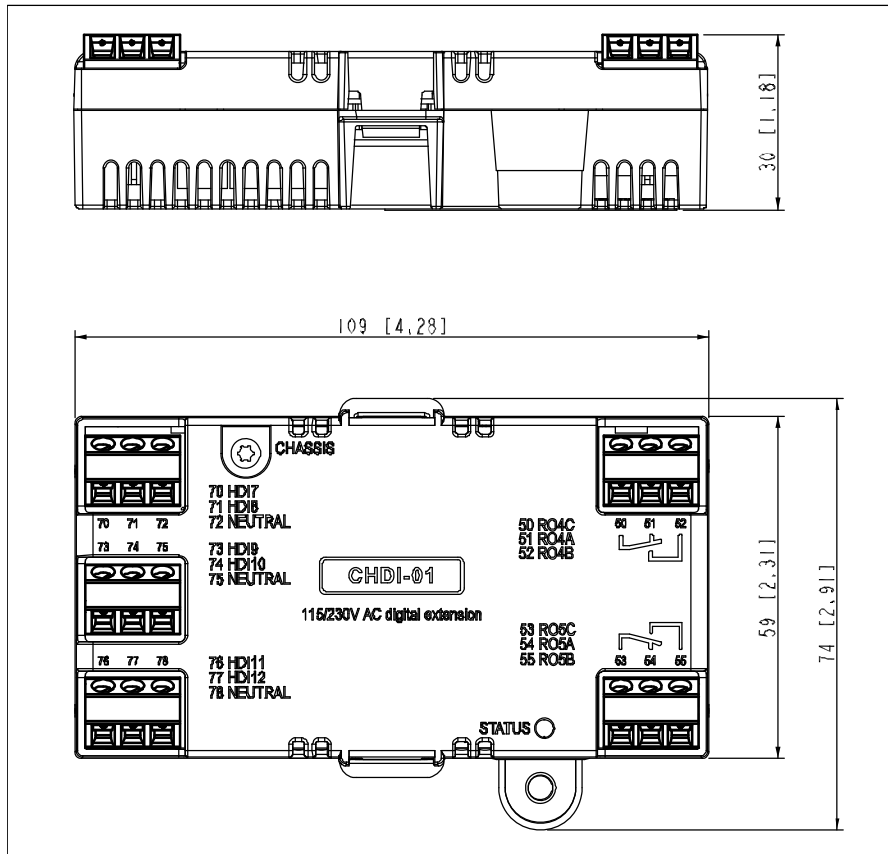 30 [1.18]
109 [4.28]
CHASSIS
70 HDI7
71 HDI8
72 NEUTRAL
70 71 72
73 74 75
73 HDI9
74 HDI10
75 NEUTRAL
CHDI-01
115/230V AC digital extension
76 77 78
76 HDI11
77 HDI12
78 NEUTRAL
50 RO4C
51 RO4A
52 RO4B
50 51 52
53 RO5C
54 RO5A
55 RO5B
53 54 55
STATUS
59 [2.31]
74 [2.91]